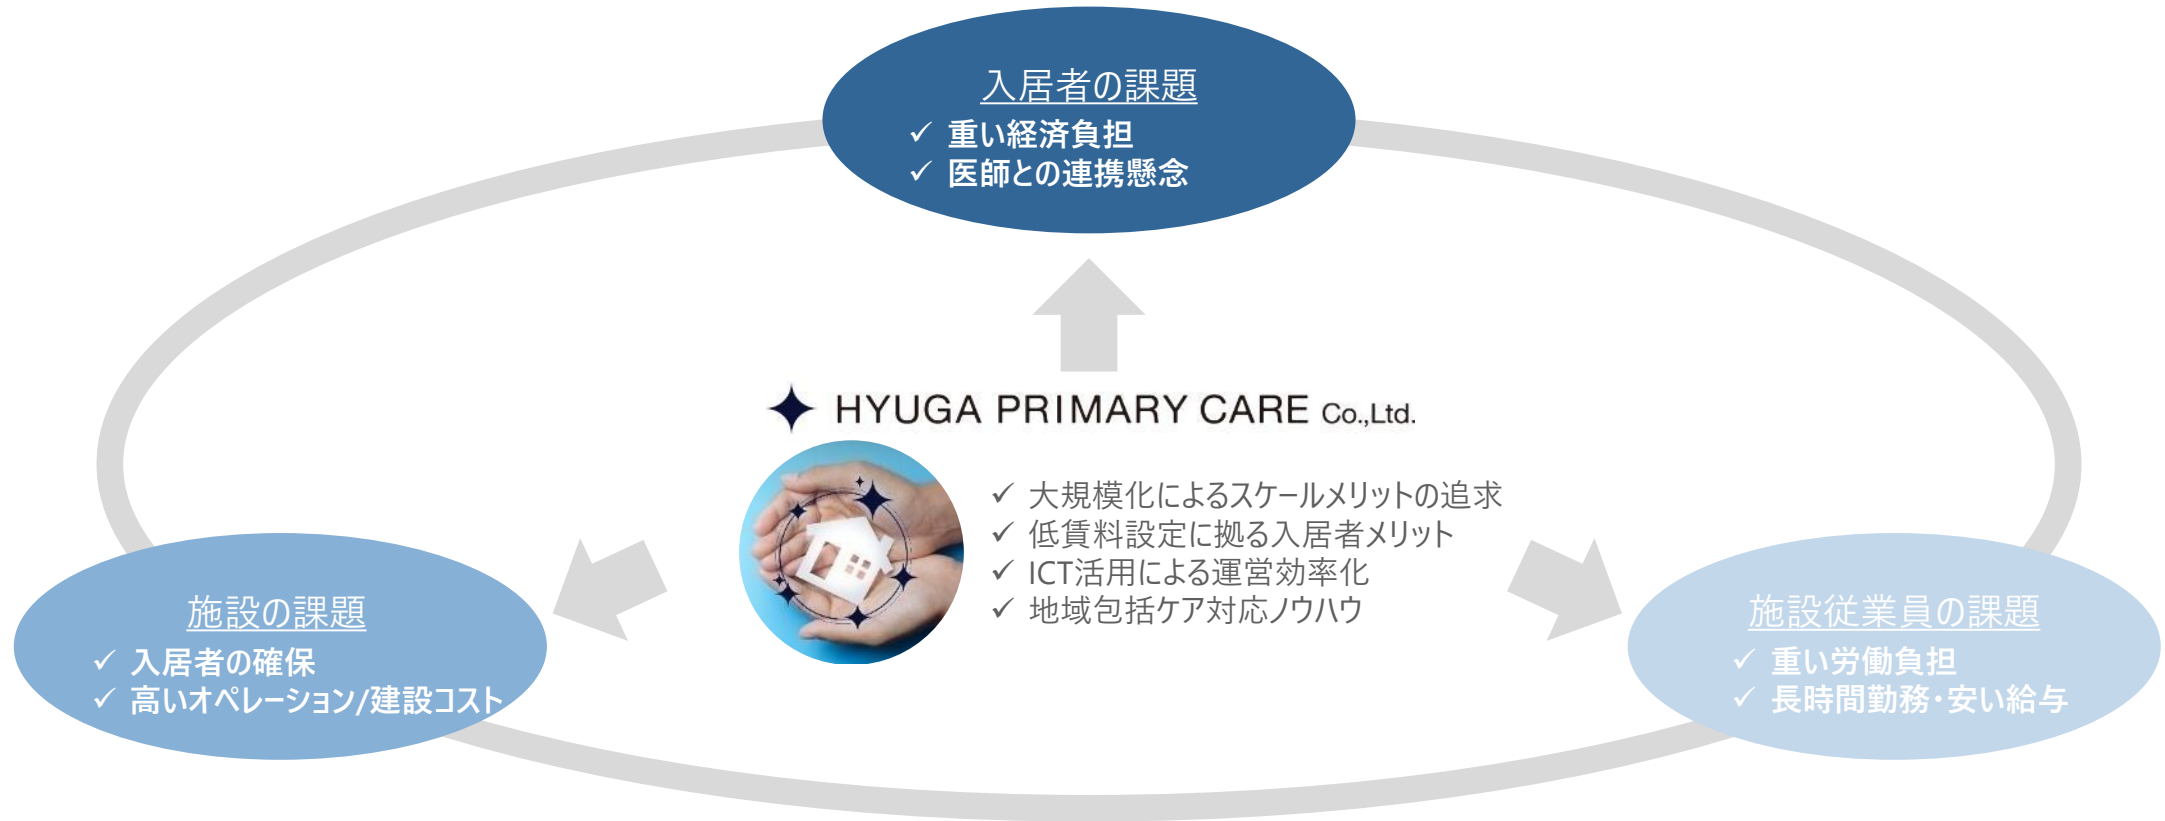 入居者の課題
✓ 重い経済負担
✓ 医師との連携懸念
HYUGA PRIMARY CARE Co.,Ltd.
✓ 大規模化によるスケールメリットの追求
✓ 低賃料設定に拠る入居者メリット
✓ ICT活用による運営効率化
✓ 地域包括ケア対応ノウハウ
施設の課題
✓ 入居者の確保
✓ 高いオペレーション/建設コスト
施設従業員の課題
✓ 重い労働負担
✓ 長時間勤務・安い給与